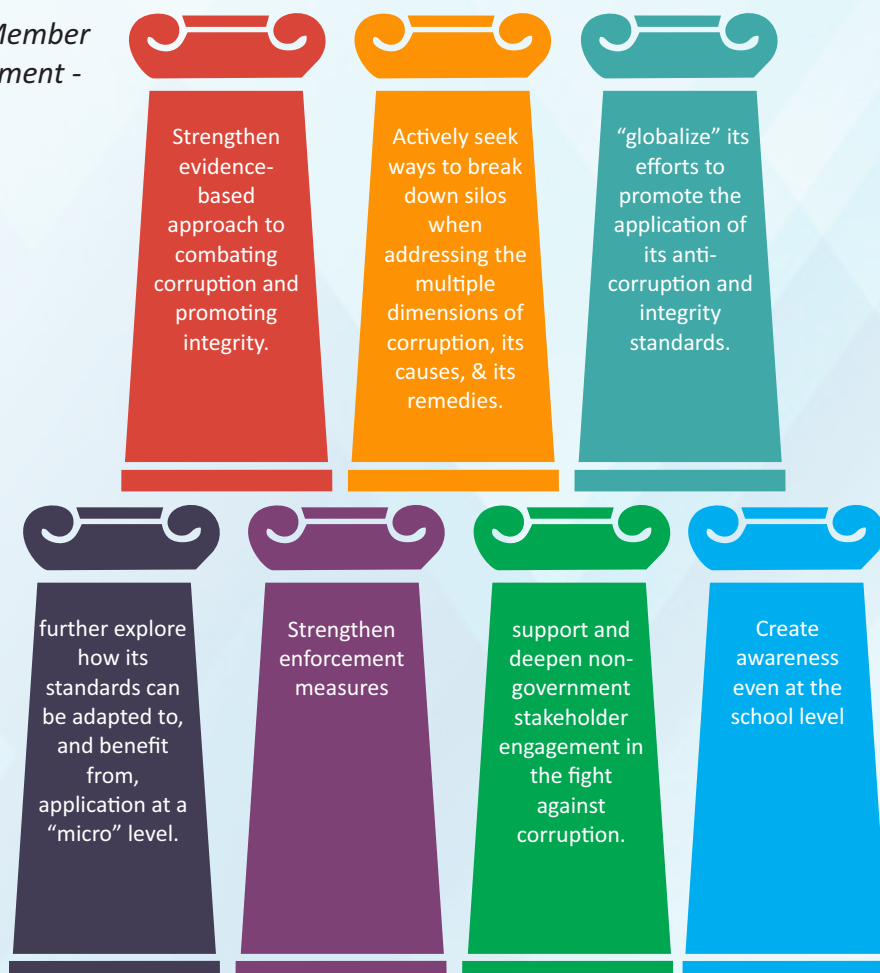 Member
ment -
Strengthen
evidence-
based
approach to
combating
corruption and
promoting
integrity.
Actively seek
ways to break
down silos
when
addressing the
multiple
dimensions of
corruption, its
causes, & its
remedies.
“globalize” its
efforts to
promote the
application of
its anti-
corruption and
integrity
standards.
further explore
how its
standards can
be adapted to,
and benefit
from,
application at a
“micro” level.
Strengthen
enforcement
measures
support and
deepen non-
government
stakeholder
engagement in
the fight
against
corruption.
Create
awareness
even at the
school level